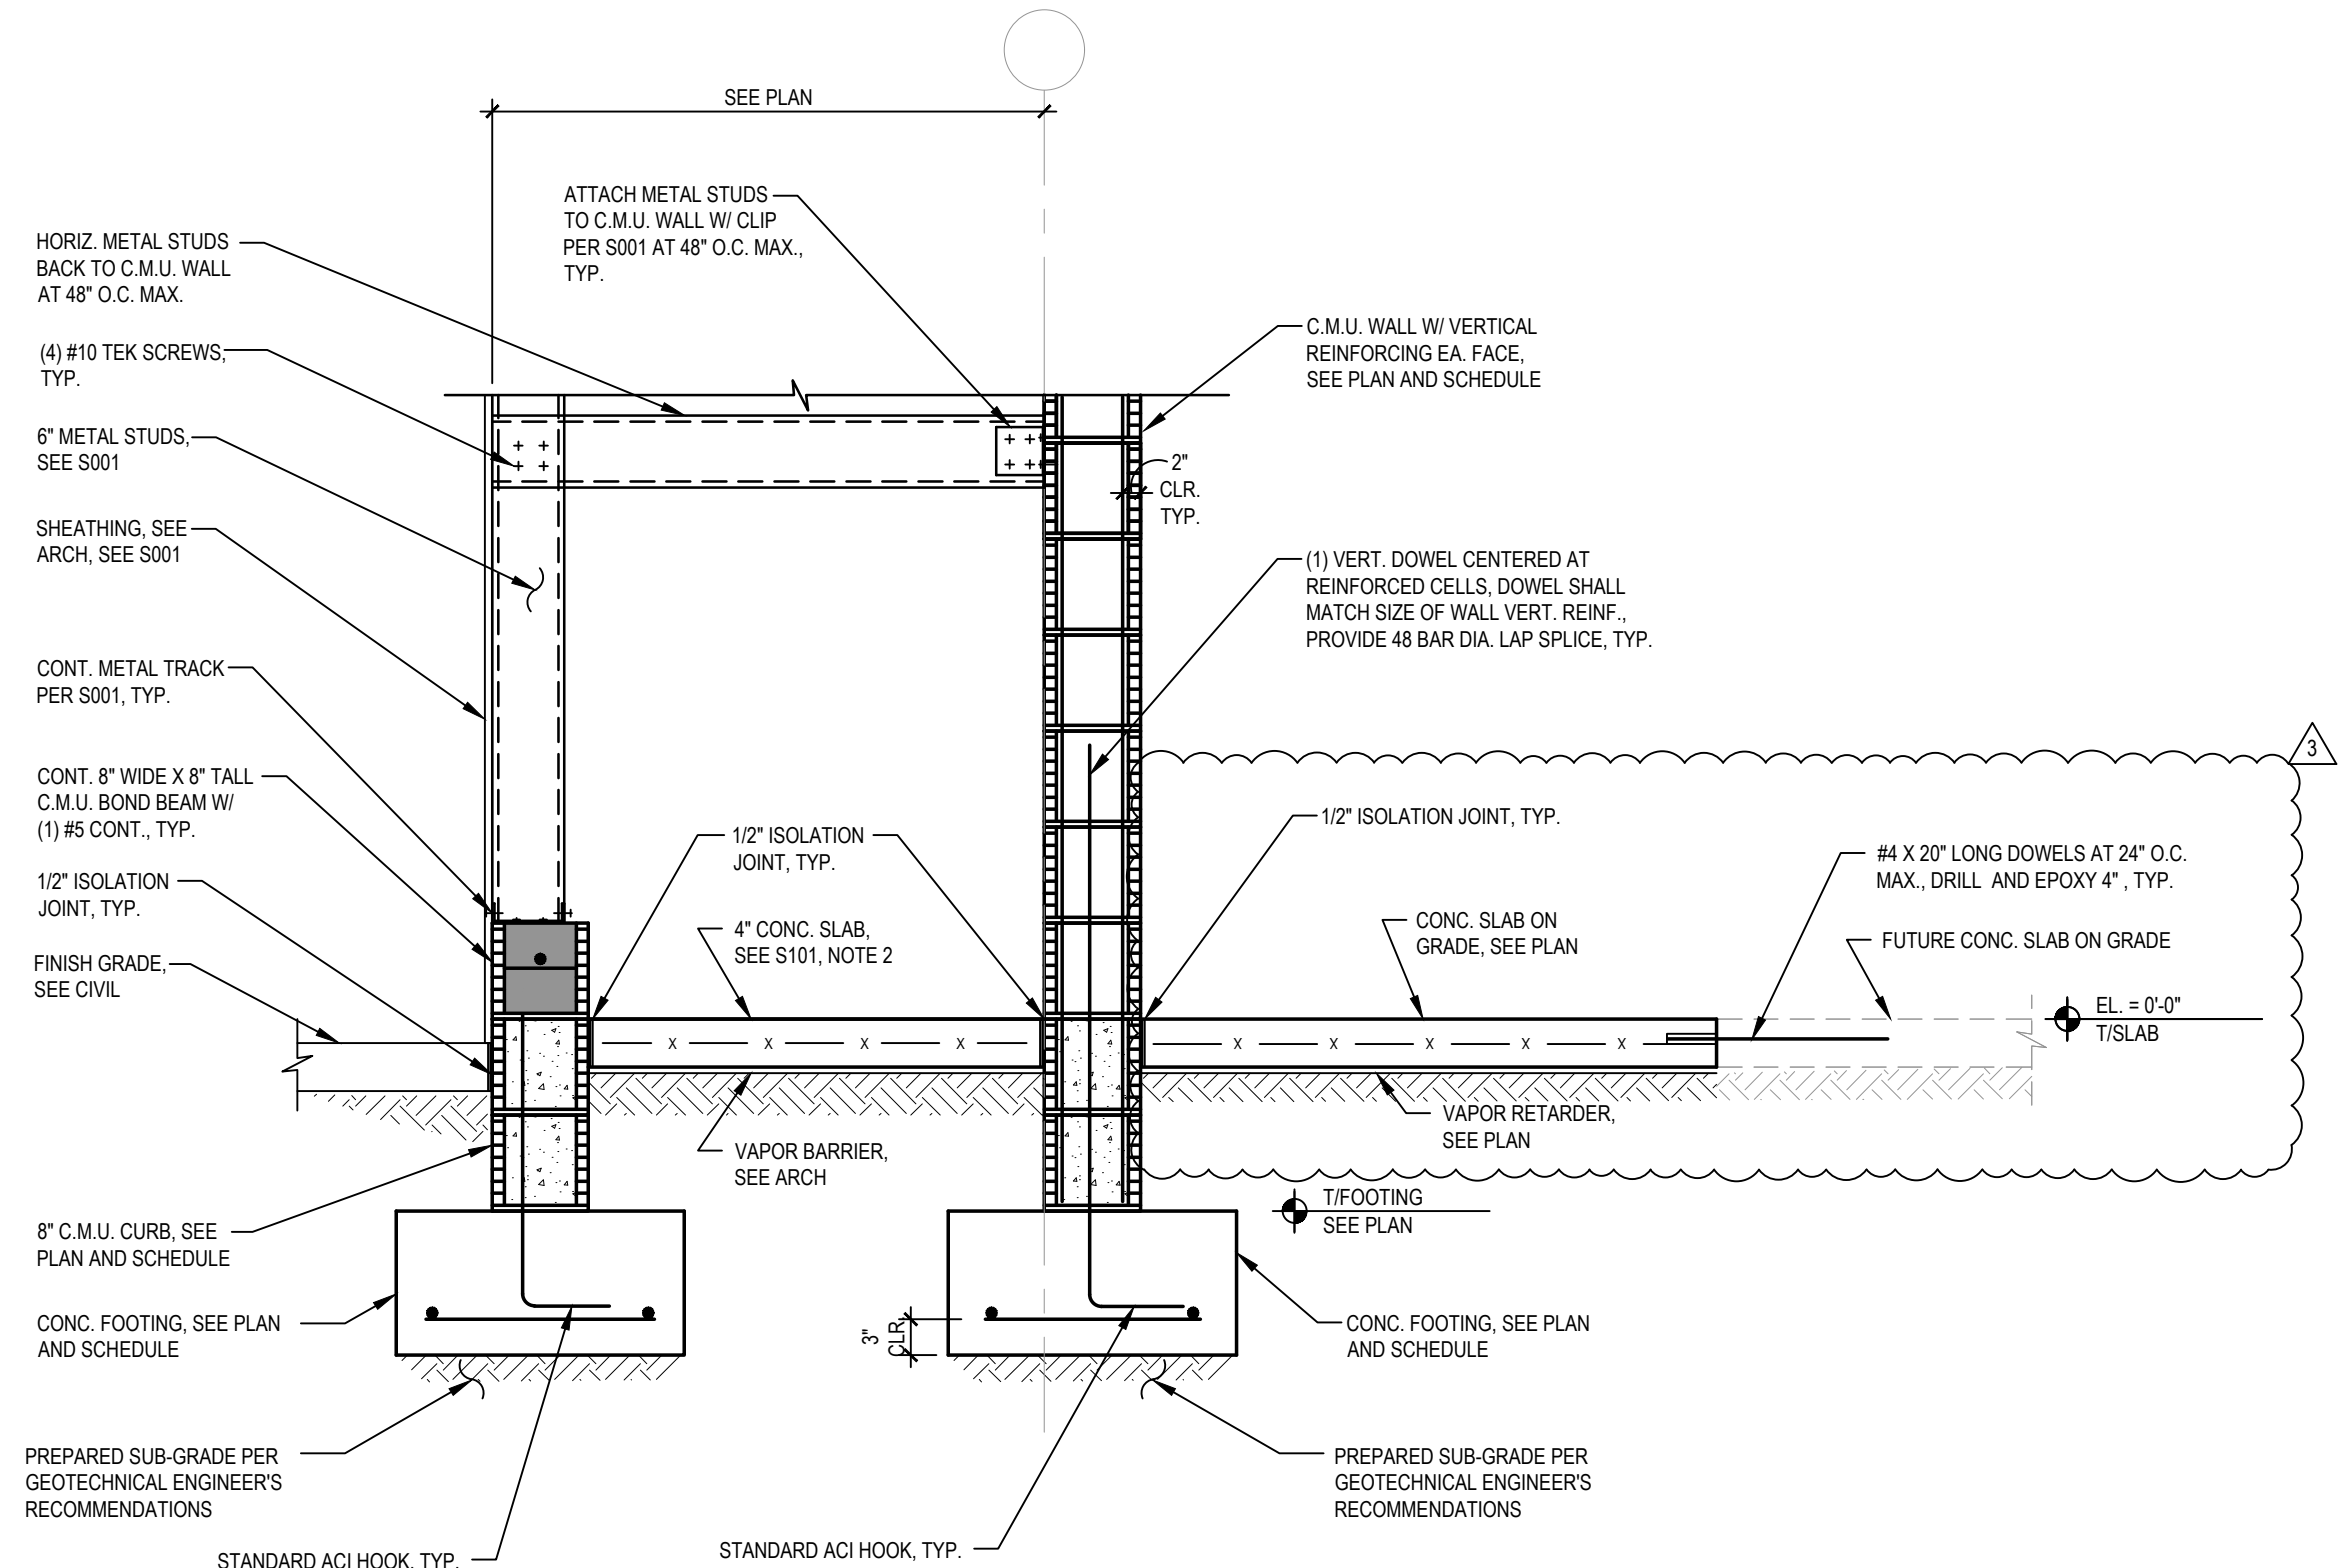 SEE PLAN
ATTACH METAL STUDS
TO C.M.U. WALL W/ CLIP
PER S001 AT 48" O.C. MAX.,
TYP.
HORIZ. METAL STUDS
BACK TO C.M.U. WALL
AT 48" O.C. MAX.
(4) #10 TEK SCREWS,
TYP.
6" METAL STUDS,
SEE S001
SHEATHING, SEE
ARCH, SEE S001
CONT. METAL TRACK
PER S001, TYP.
CONT. 8" WIDE X 8" TALL
C.M.U. BOND BEAM W/
(1) #5 CONT., TYP.
1/2" ISOLATION
JOINT, TYP.
FINISH GRADE,
SEE CIVIL
8" C.M.U. CURB, SEE
PLAN AND SCHEDULE
CONC. FOOTING, SEE PLAN
AND SCHEDULE
PREPARED SUB-GRADE PER
GEOTECHNICAL ENGINEER'S
RECOMMENDATIONS
STANDARD ACI HOOK, TYP.
1/2" ISOLATION
JOINT, TYP.
4" CONC. SLAB,
SEE S101, NOTE 2
X X X X
VAPOR BARRIER,
SEE ARCH
3"
CLR.
STANDARD ACI HOOK, TYP.
C.M.U. WALL W/ VERTICAL
REINFORCING EA. FACE,
SEE PLAN AND SCHEDULE
2"
CLR.
TYP.
(1) VERT. DOWEL CENTERED AT
REINFORCED CELLS, DOWEL SHALL
MATCH SIZE OF WALL VERT. REINF.,
PROVIDE 48 BAR DIA. LAP SPLICE, TYP.
3
1/2" ISOLATION JOINT, TYP.
#4 X 20" LONG DOWELS AT 24" O.C.
MAX., DRILL AND EPOXY 4" , TYP.
CONC. SLAB ON
GRADE, SEE PLAN
FUTURE CONC. SLAB ON GRADE
EL. = 0'-0"
T/SLAB
X X X X X
VAPOR RETARDER,
SEE PLAN
T/FOOTING
SEE PLAN
CONC. FOOTING, SEE PLAN
AND SCHEDULE
PREPARED SUB-GRADE PER
GEOTECHNICAL ENGINEER'S
RECOMMENDATIONS